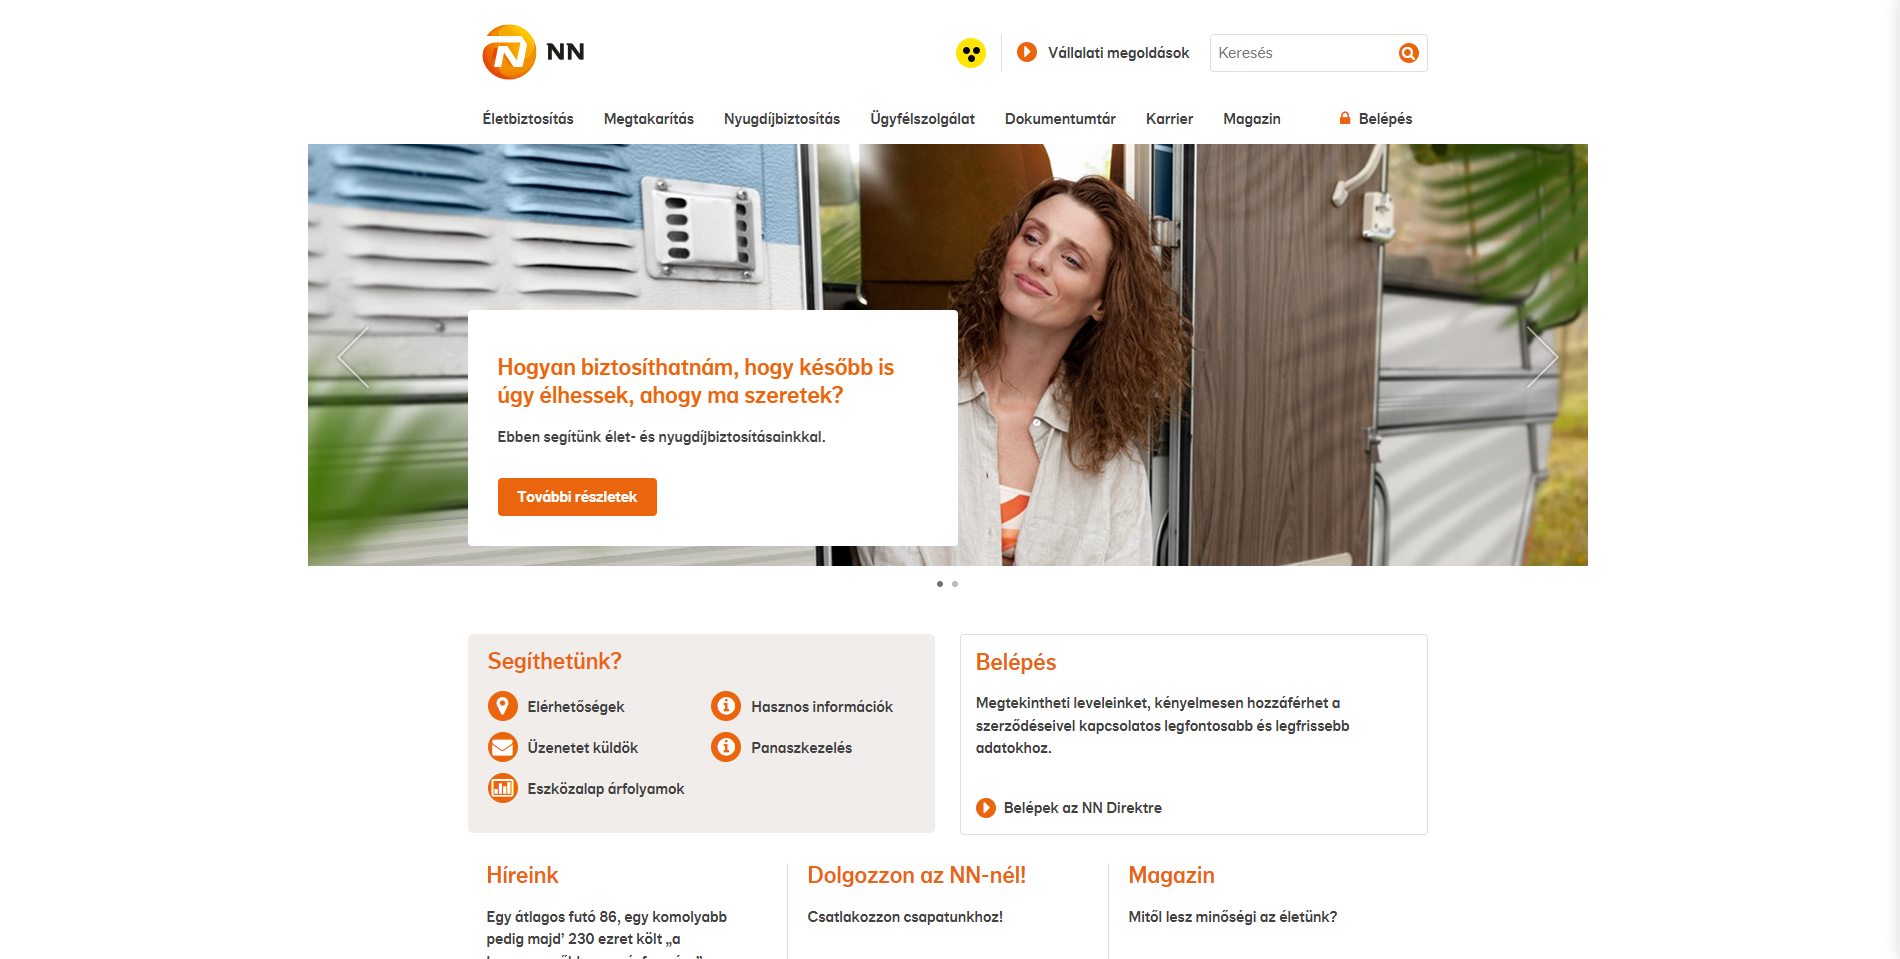 NN
Vállalati megoldások
Keresés
Életbiztosítás Megtakarítás Nyugdíjbiztosítás Ügyfélszolgálat Dokumentumtár Karrier Magazin Belépés
Hogyan biztosíthatnám, hogy később is
úgy élhessek, ahogy ma szeretek?
Ebben segítünk élet- és nyugdíjbiztosításainkkal.
További részletek
Segíthetünk?
Elérhetőségek
Hasznos információk
Üzenetet küldök
Panaszkezelés
Eszközalap árfolyamok
Belépés
Megtekintheti leveleinket, kényelmesen hozzáférhet a
szerződéseivel kapcsolatos legfontosabb és legfrissebb
adatokhoz.
Belépek az NN Direktre
Híreink
Egy átlagos futó 86, egy komolyabb
pedig majd' 230 ezret költ „a
Dolgozzon az NN-nél!
Csatlakozzon csapatunkhoz!
Magazin
Mitől lesz minőségi az életünk?